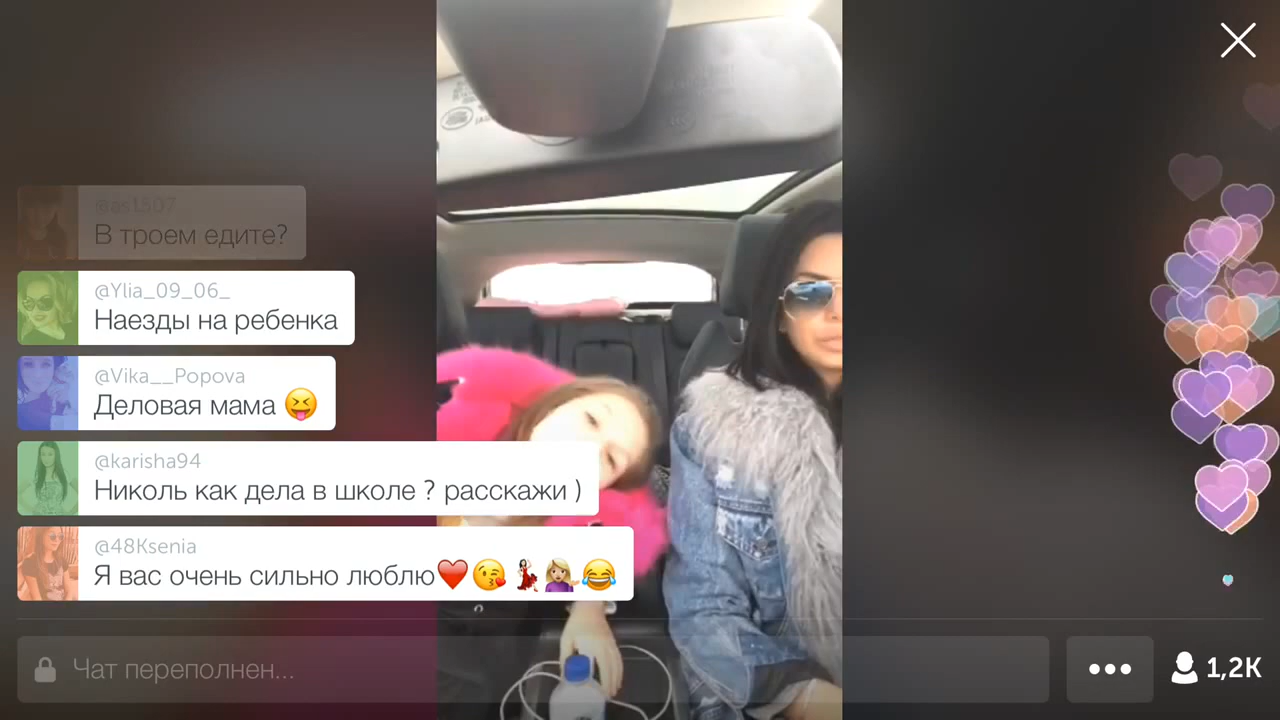 @as1507
В троем едите?
@Ylia_09_06_
Наезды на ребенка
@Vika__Popova
Деловая мама 😝
@karisha94
Николь как дела в школе ? расскажи )
@48Ksenia
Я вас очень сильно люблю❤️😘💃💁🏼😂
Чат переполнен...
1,2K